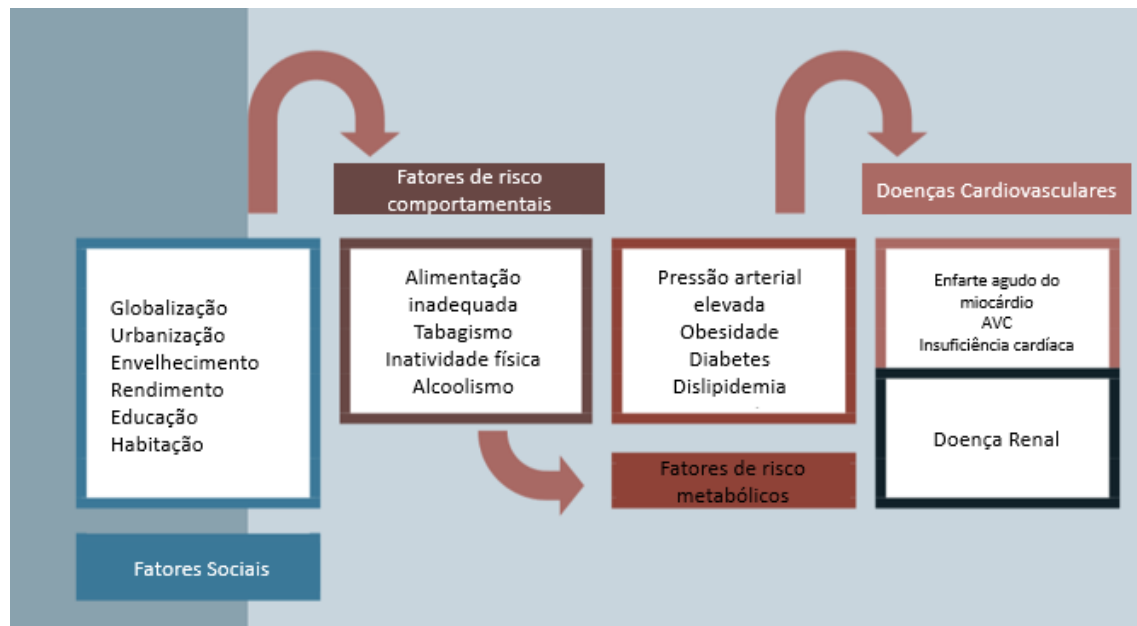 Fatores de risco
comportamentais
Doenças Cardiovasculares
Globalização
Urbanização
Envelhecimento
Rendimento
Educação
Habitação
Alimentação
inadequada
Tabagismo
Inatividade física
Alcoolismo
Pressão arterial
elevada
Obesidade
Diabetes
Dislipidemia
Enfarte agudo do
miocárdio
AVC
Insuficiência cardíaca
Doença Renal
Fatores de risco
metabólicos
Fatores Sociais